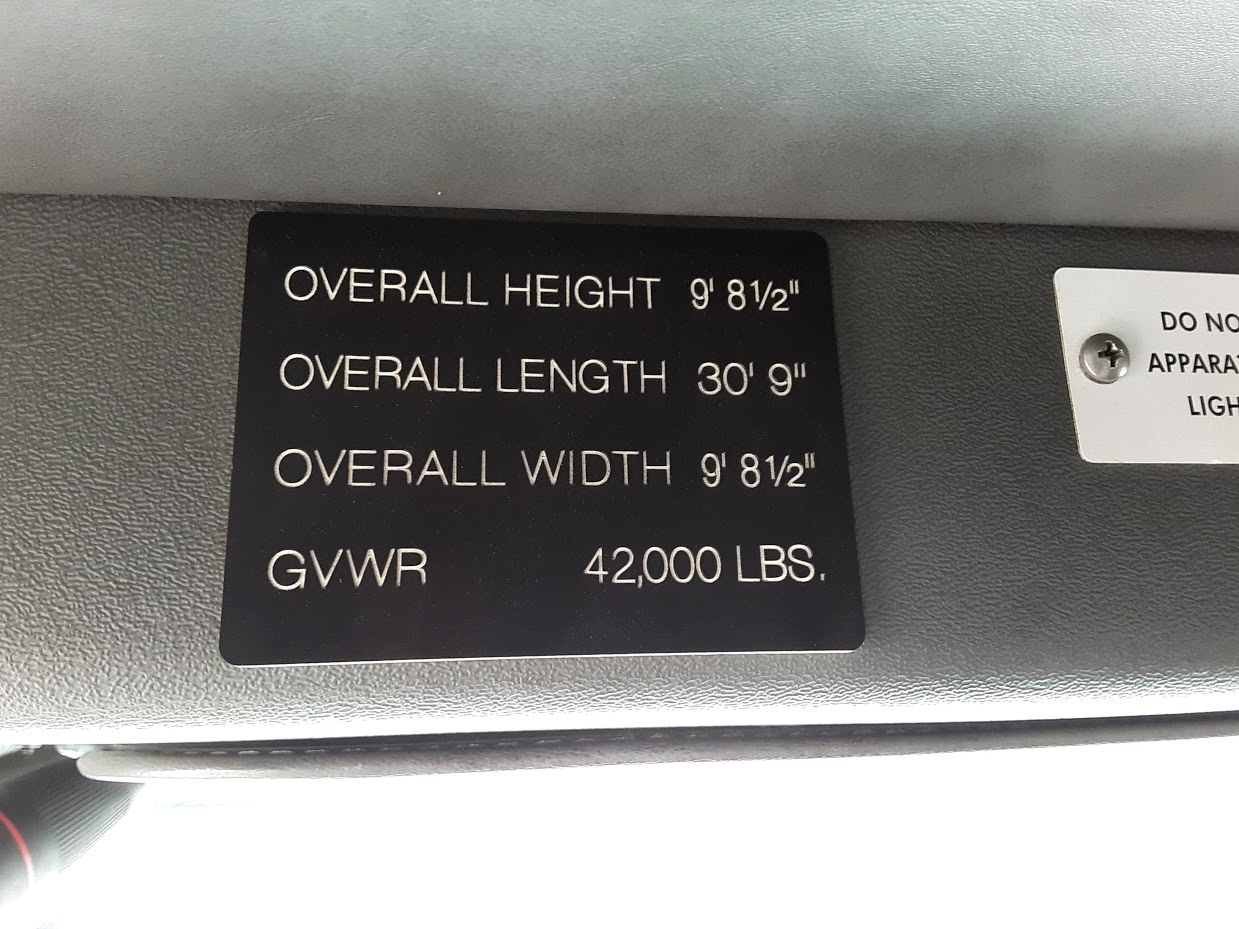 OVERALL HEIGHT 9' 8½"
OVERALL LENGTH 30' 9"
OVERALL WIDTH 9' 8½"
GVWR 42,000 LBS.
DO NO
APPARA
LIGH